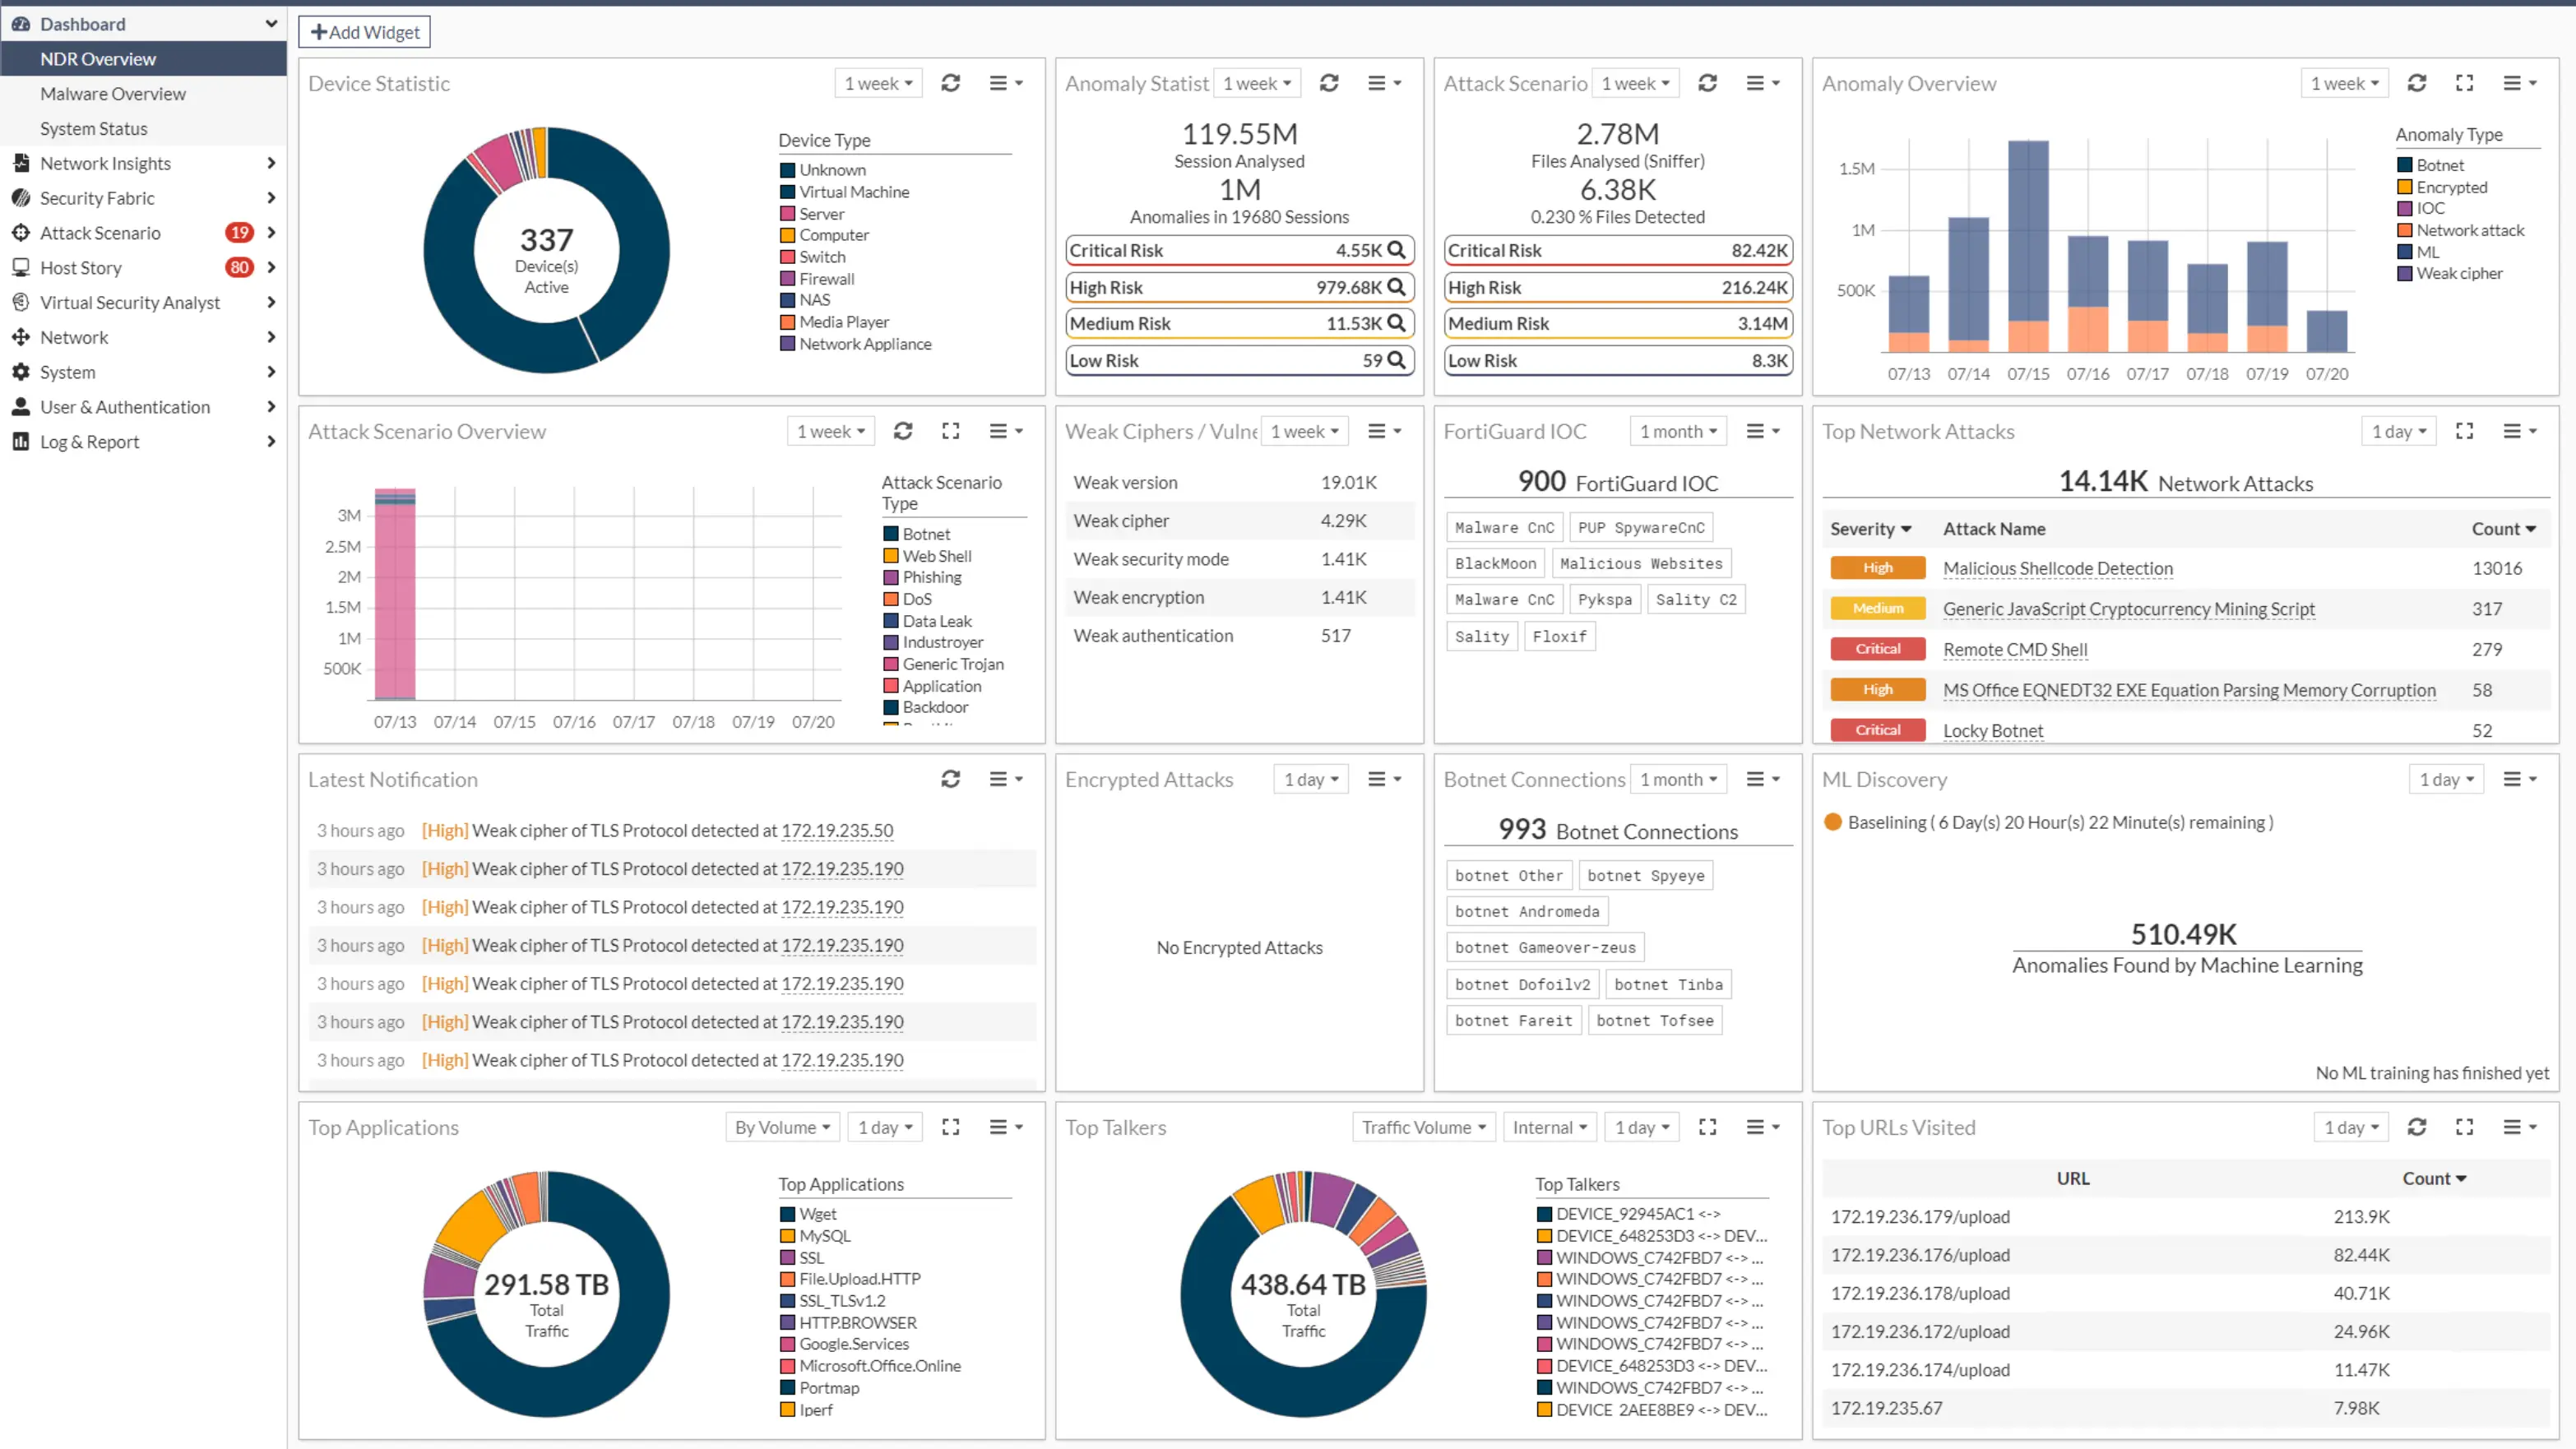 Dashboard
NDR Overview
Malware Overview
System Status
Network Insights
Security Fabric
Attack Scenario 19
Host Story 80
Virtual Security Analyst
Network
System
User & Authentication
Log & Report
Add Widget
Device Statistic 1 week
337
Device(s)
Active
Device Type
Unknown
Virtual Machine
Server
Computer
Switch
Firewall
NAS
Media Player
Network Appliance
Anomaly Statist 1 week
119.55M
Session Analysed
1M
Anomalies in 19680 Sessions
Critical Risk 4.55K
High Risk 979.68K
Medium Risk 11.53K
Low Risk 59
Attack Scenario 1 week
2.78M
Files Analysed (Sniffer)
6.38K
0.230 % Files Detected
Critical Risk 82.42K
High Risk 216.24K
Medium Risk 3.14M
Low Risk 8.3K
Anomaly Overview 1 week
1.5M
1M
500K
07/13 07/14 07/15 07/16 07/17 07/18 07/19 07/20
Anomaly Type
Botnet
Encrypted
IOC
Network attack
ML
Weak cipher
Attack Scenario Overview 1 week
3M
2.5M
2M
1.5M
1M
500K
07/13 07/14 07/15 07/16 07/17 07/18 07/19 07/20
Attack Scenario
Type
Botnet
Web Shell
Phishing
DoS
Data Leak
Industroyer
Generic Trojan
Application
Backdoor
Weak Ciphers / Vulne 1 week
Weak version 19.01K
Weak cipher 4.29K
Weak security mode 1.41K
Weak encryption 1.41K
Weak authentication 517
FortiGuard IOC 1 month
900 FortiGuard IOC
Malware CnC PUP SpywareCnC
BlackMoon Malicious Websites
Malware CnC Pykspa Sality C2
Sality Floxif
Top Network Attacks 1 day
14.14K Network Attacks
Severity Attack Name Count
High Malicious Shellcode Detection 13016
Medium Generic JavaScript Cryptocurrency Mining Script 317
Critical Remote CMD Shell 279
High MS Office EQNEDT32 EXE Equation Parsing Memory Corruption 58
Critical Locky Botnet 52
Latest Notification
3 hours ago [High] Weak cipher of TLS Protocol detected at 172.19.235.50
3 hours ago [High] Weak cipher of TLS Protocol detected at 172.19.235.190
3 hours ago [High] Weak cipher of TLS Protocol detected at 172.19.235.190
3 hours ago [High] Weak cipher of TLS Protocol detected at 172.19.235.190
3 hours ago [High] Weak cipher of TLS Protocol detected at 172.19.235.190
3 hours ago [High] Weak cipher of TLS Protocol detected at 172.19.235.190
3 hours ago [High] Weak cipher of TLS Protocol detected at 172.19.235.190
Encrypted Attacks 1 day
No Encrypted Attacks
Botnet Connections 1 month
993 Botnet Connections
botnet Other botnet Spyeye
botnet Andromeda
botnet Gameover-zeus
botnet Dofoilv2 botnet Tinba
botnet Fareit botnet Tofsee
ML Discovery 1 day
Baselining ( 6 Day(s) 20 Hour(s) 22 Minute(s) remaining )
510.49K
Anomalies Found by Machine Learning
No ML training has finished yet
Top Applications By Volume 1 day
291.58 TB
Total
Traffic
Top Applications
Wget
MySQL
SSL
File.Upload.HTTP
SSL_TLSv1.2
HTTP.BROWSER
Google.Services
Microsoft.Office.Online
Portmap
Iperf
Top Talkers Traffic Volume Internal 1 day
438.64 TB
Total
Traffic
Top Talkers
DEVICE_92945AC1 <->
DEVICE_648253D3 <-> DEV...
WINDOWS_C742FBD7 <-> ...
WINDOWS_C742FBD7 <-> ...
WINDOWS_C742FBD7 <-> ...
WINDOWS_C742FBD7 <-> ...
WINDOWS_C742FBD7 <-> ...
DEVICE_648253D3 <-> DEV...
WINDOWS_C742FBD7 <-> ...
DEVICE 2AEE8BE9 <-> DEV...
Top URLs Visited 1 day
URL Count
172.19.236.179/upload 213.9K
172.19.236.176/upload 82.44K
172.19.236.178/upload 40.71K
172.19.236.172/upload 24.96K
172.19.236.174/upload 11.47K
172.19.235.67 7.98K